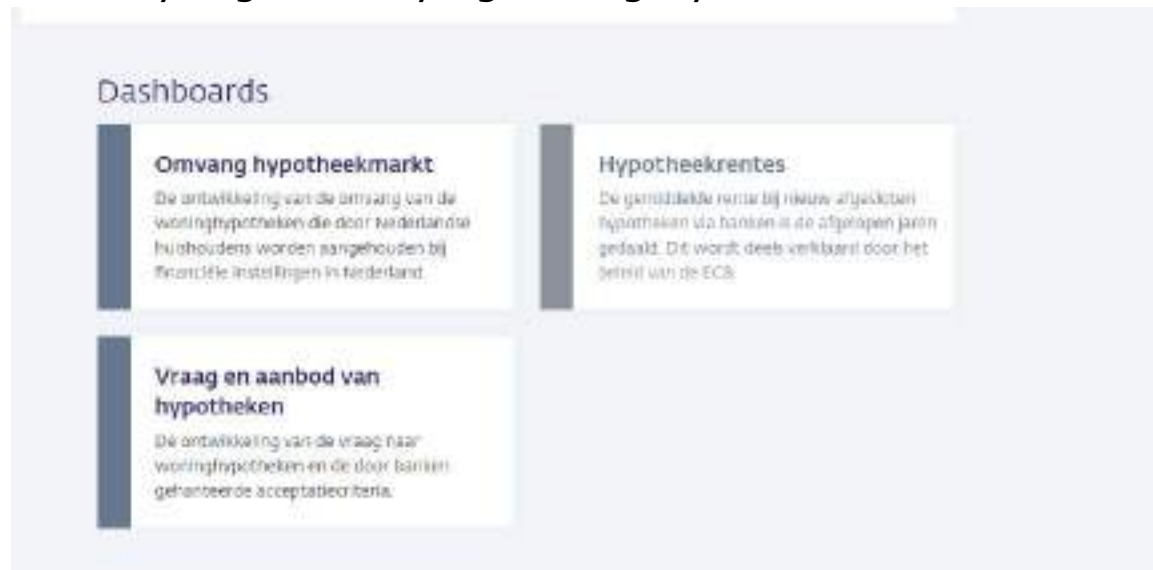 Dashboards
Omvang hypotheekmarkt
De ontwikkeling van de omvang van de
woninghypotheken die door Nederlandse
huishoudens worden aangehouden bij
financiële instellingen in Nederland.
Hypotheekrentes
De gemiddelde rente bij nieuw afgesloten
hypotheken via banken is de afgelopen jaren
gedaald. Dit wordt deels verklaard door het
beleid van de ECB.
Vraag en aanbod van
hypotheken
De ontwikkeling van de vraag naar
woninghypotheken en de door banken
gehanteerde acceptatiecriteria.